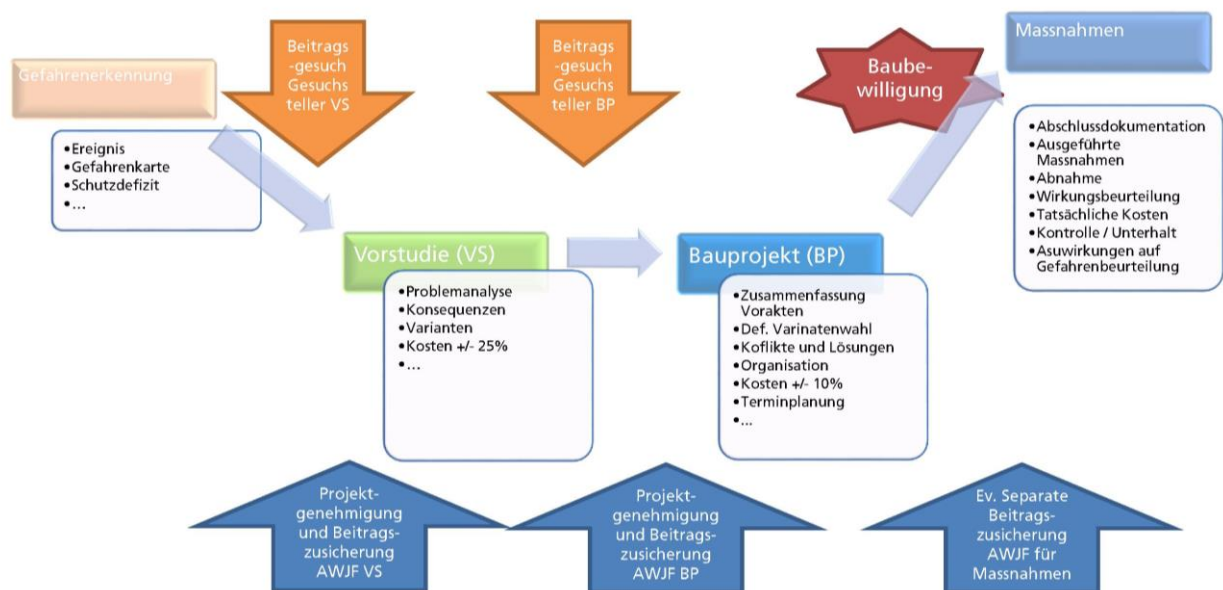 Gefahrenerkennung
•Ereignis
•Gefahrenkarte
•Schutzdefizit
•...
Beitrags
-gesuch
Gesuchs
teller VS
Beitrags
-gesuch
Gesuchs
teller BP
Vorstudie (VS)
•Problemanalyse
•Konsequenzen
•Varianten
•Kosten +/- 25%
•...
Bauprojekt (BP)
•Zusammenfassung
Vorakten
•Def. Varinatenwahl
•Koflikte und Lösungen
•Organisation
•Kosten +/- 10%
•Terminplanung
•...
Baube-
willigung
Massnahmen
•Abschlussdokumentation
•Ausgeführte
Massnahmen
•Abnahme
•Wirkungsbeurteilung
•Tatsächliche Kosten
•Kontrolle / Unterhalt
•Asuwirkungen auf
Gefahrenbeurteilung
Projekt-
genehmigung
und Beitrags-
zusicherung
AWJF VS
Projekt-
genehmigung
und Beitrags-
zusicherung
AWJF BP
Ev. Separate
Beitrags-
zusicherung
AWJF für
Massnahmen